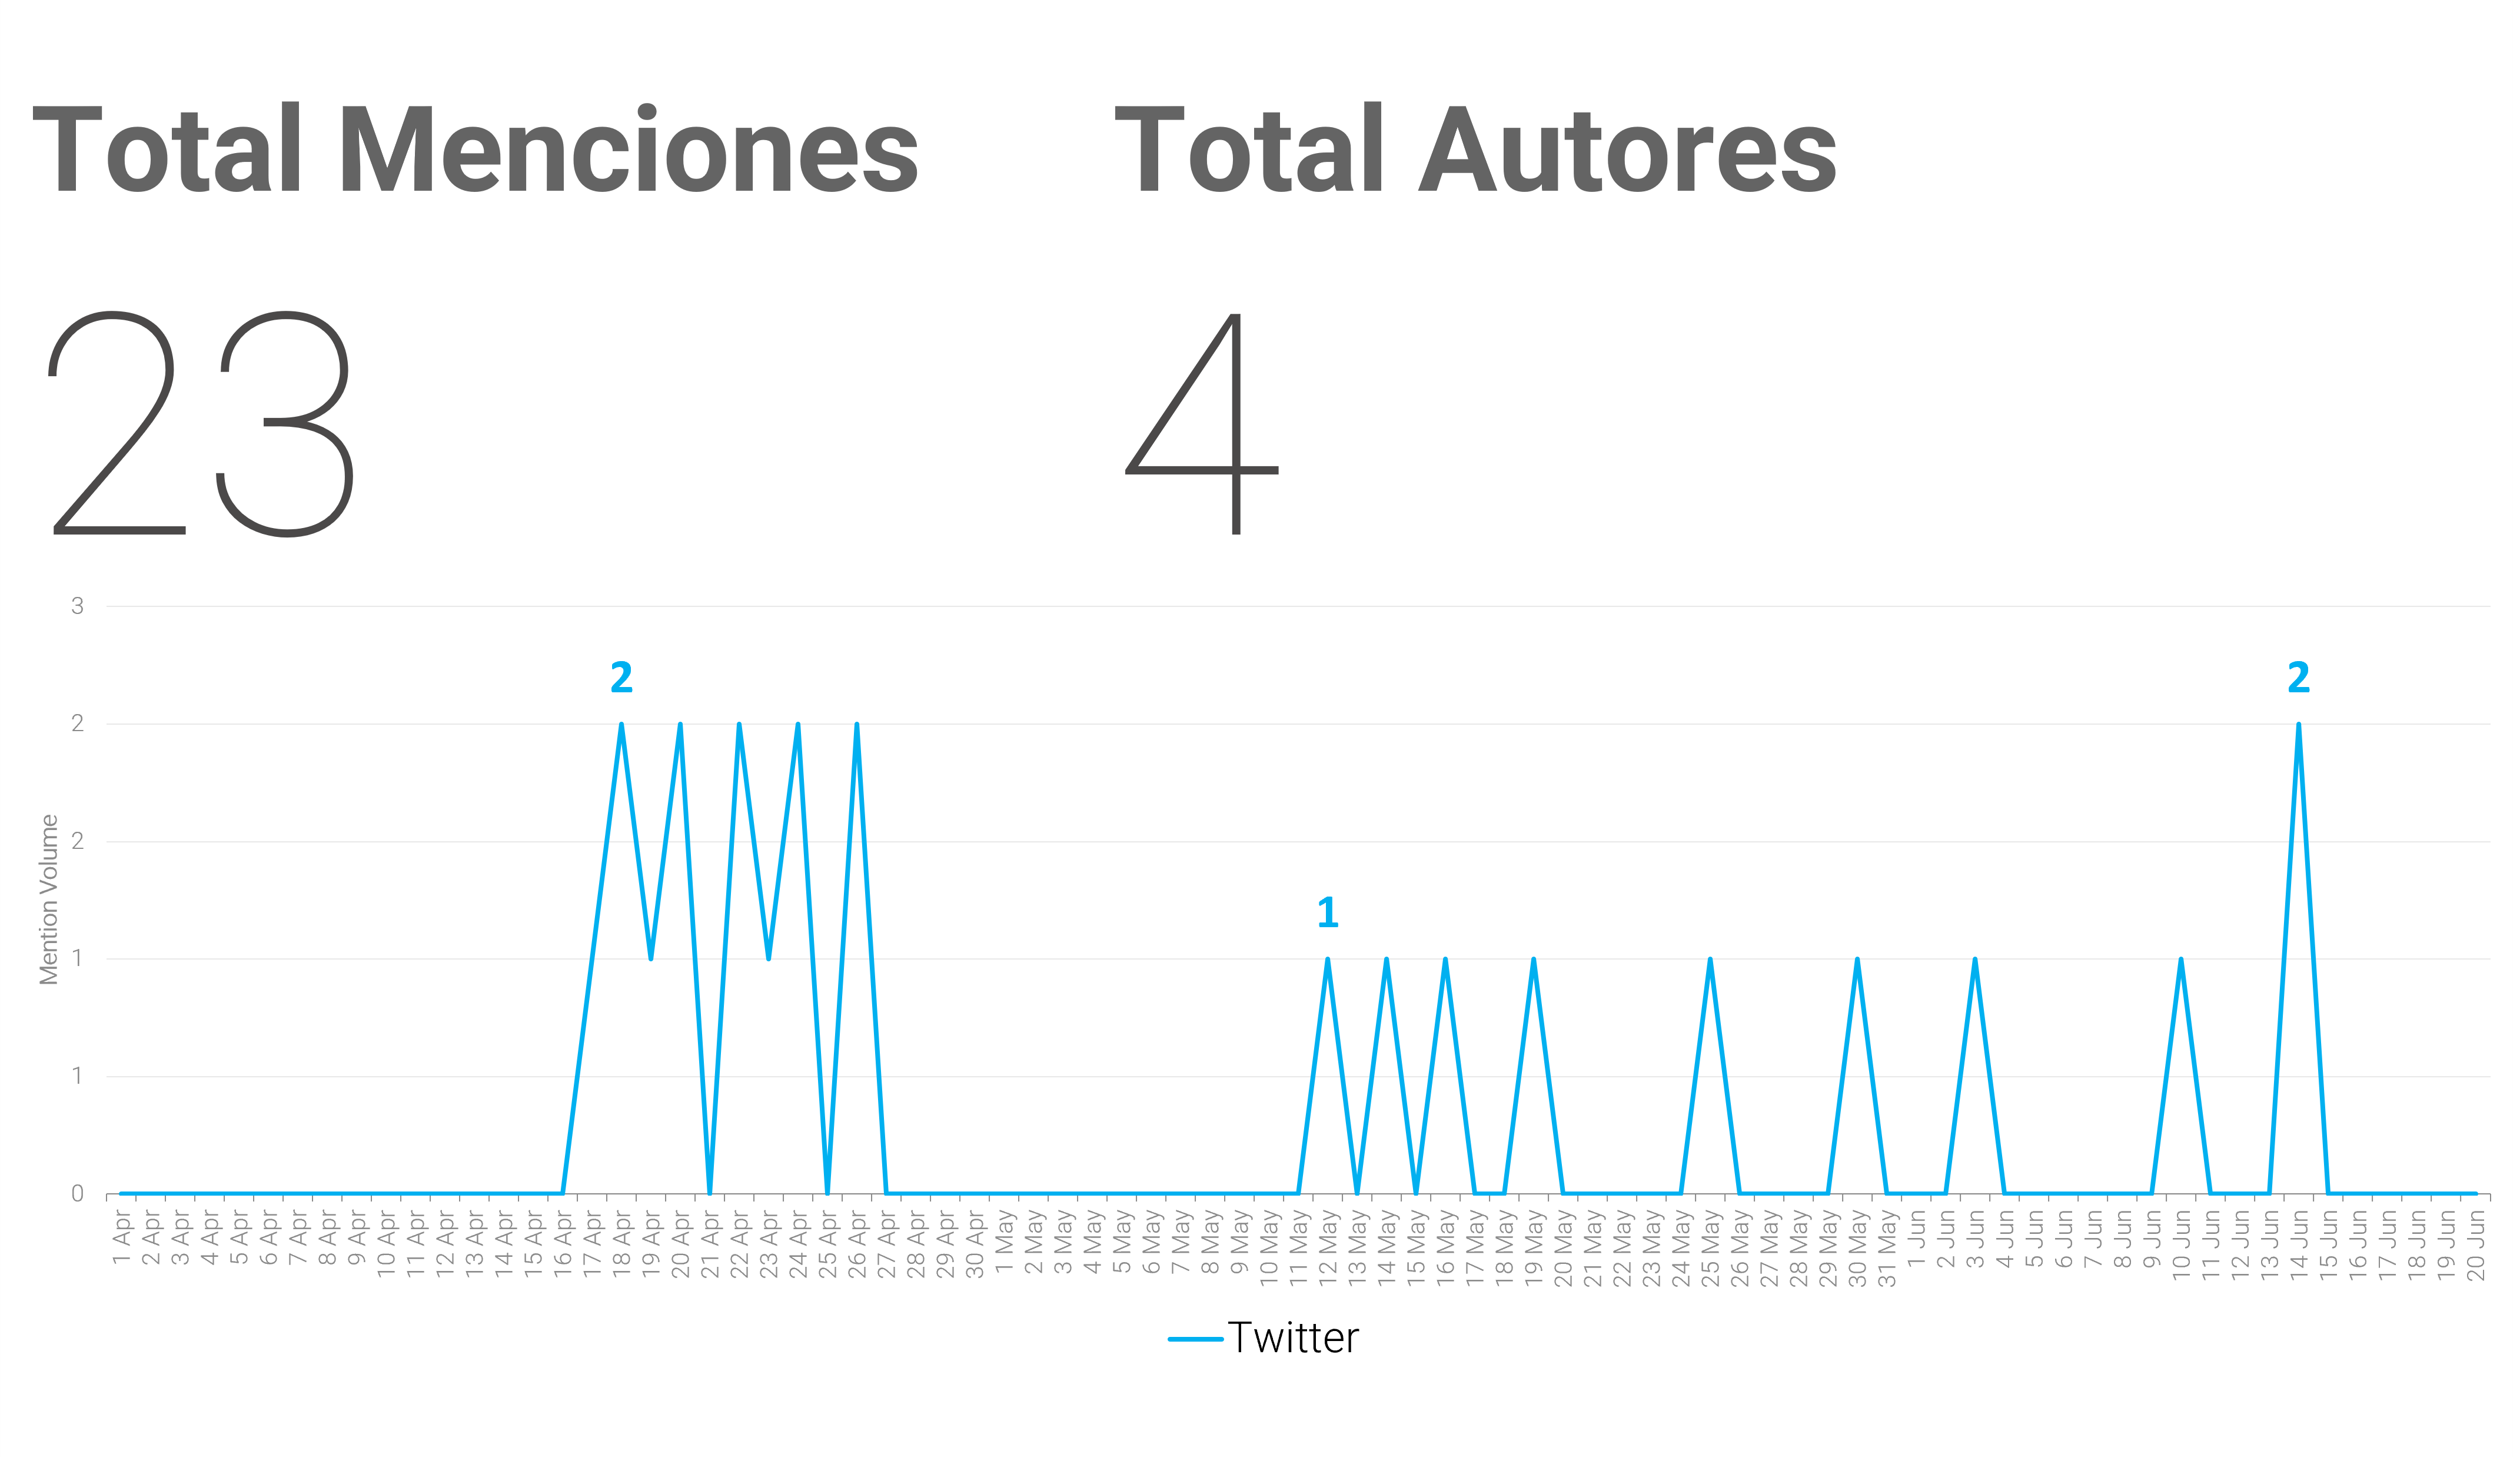 Total Menciones
Total Autores
23
4
3
2
2
1
1
0
Mention Volume
2
1
2
1 Apr
2 Apr
3 Apr
4 Apr
5 Apr
6 Apr
7 Apr
8 Apr
9 Apr
10 Apr
11 Apr
12 Apr
13 Apr
14 Apr
15 Apr
16 Apr
17 Apr
18 Apr
19 Apr
20 Apr
21 Apr
22 Apr
23 Apr
24 Apr
25 Apr
26 Apr
27 Apr
28 Apr
29 Apr
30 Apr
1 May
2 May
3 May
4 May
5 May
6 May
7 May
8 May
9 May
10 May
11 May
12 May
13 May
14 May
15 May
16 May
17 May
18 May
19 May
20 May
21 May
22 May
23 May
24 May
25 May
26 May
27 May
28 May
29 May
30 May
31 May
1 Jun
2 Jun
3 Jun
4 Jun
5 Jun
6 Jun
7 Jun
8 Jun
9 Jun
10 Jun
11 Jun
12 Jun
13 Jun
14 Jun
15 Jun
16 Jun
17 Jun
18 Jun
19 Jun
20 Jun
Twitter